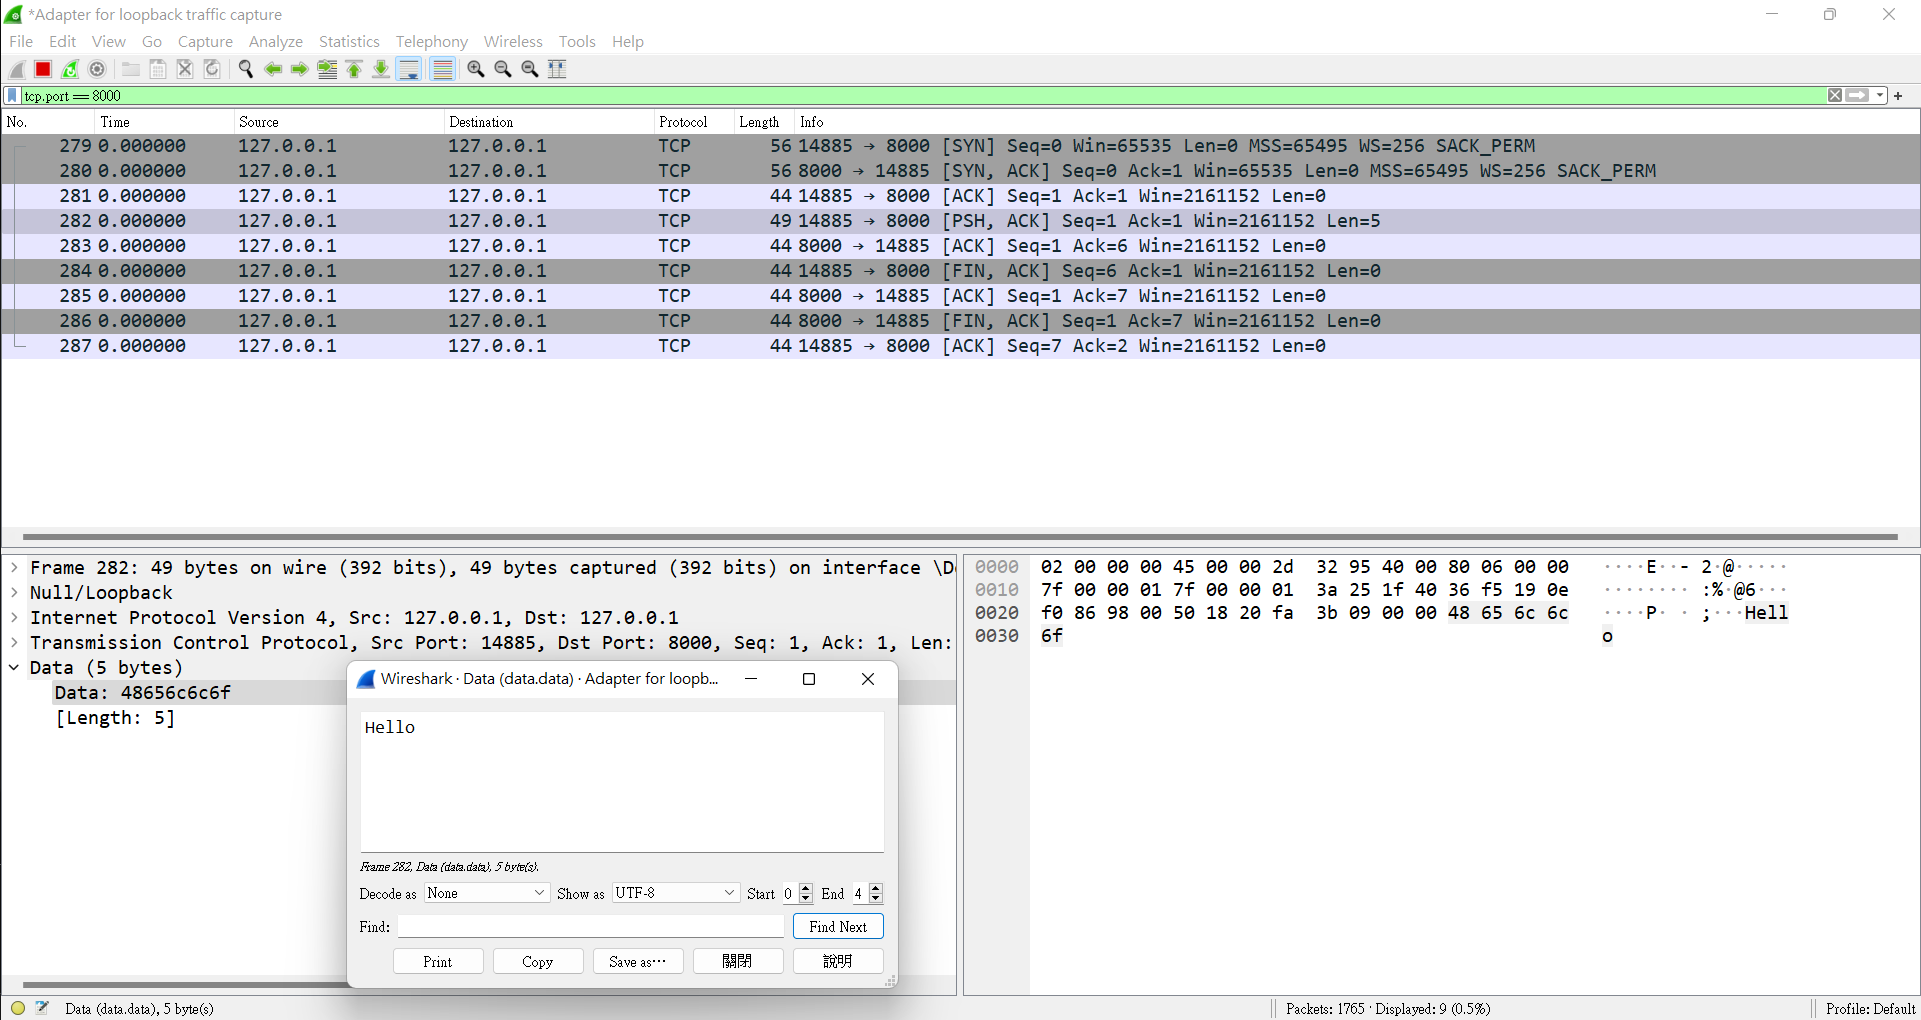 *Adapter for loopback traffic capture
File Edit View Go Capture Analyze Statistics Telephony Wireless Tools Help
tcp.port == 8000
No. Time Source Destination Protocol Length Info
279 0.000000 127.0.0.1 127.0.0.1 TCP 56 14885 → 8000 [SYN] Seq=0 Win=65535 Len=0 MSS=65495 WS=256 SACK_PERM
280 0.000000 127.0.0.1 127.0.0.1 TCP 56 8000 → 14885 [SYN, ACK] Seq=0 Ack=1 Win=65535 Len=0 MSS=65495 WS=256 SACK_PERM
281 0.000000 127.0.0.1 127.0.0.1 TCP 44 14885 → 8000 [ACK] Seq=1 Ack=1 Win=2161152 Len=0
282 0.000000 127.0.0.1 127.0.0.1 TCP 49 14885 → 8000 [PSH, ACK] Seq=1 Ack=1 Win=2161152 Len=5
283 0.000000 127.0.0.1 127.0.0.1 TCP 44 8000 → 14885 [ACK] Seq=1 Ack=6 Win=2161152 Len=0
284 0.000000 127.0.0.1 127.0.0.1 TCP 44 14885 → 8000 [FIN, ACK] Seq=6 Ack=1 Win=2161152 Len=0
285 0.000000 127.0.0.1 127.0.0.1 TCP 44 8000 → 14885 [ACK] Seq=1 Ack=7 Win=2161152 Len=0
286 0.000000 127.0.0.1 127.0.0.1 TCP 44 8000 → 14885 [FIN, ACK] Seq=1 Ack=7 Win=2161152 Len=0
287 0.000000 127.0.0.1 127.0.0.1 TCP 44 14885 → 8000 [ACK] Seq=7 Ack=2 Win=2161152 Len=0
Frame 282: 49 bytes on wire (392 bits), 49 bytes captured (392 bits) on interface \De
Null/Loopback
Internet Protocol Version 4, Src: 127.0.0.1, Dst: 127.0.0.1
Transmission Control Protocol, Src Port: 14885, Dst Port: 8000, Seq: 1, Ack: 1, Len:
Data (5 bytes)
Data: 48656c6c6f
[Length: 5]
0000 02 00 00 00 45 00 00 2d 32 95 40 00 80 06 00 00 ····E··- 2·@·····
0010 7f 00 00 01 7f 00 00 01 3a 25 1f 40 36 f5 19 0e ········ :%·@6···
0020 f0 86 98 00 50 18 20 fa 3b 09 00 00 48 65 6c 6c ····P· · ;···Hell
0030 6f o
Wireshark · Data (data.data) · Adapter for loopb...
Hello
Frame 282, Data (data.data), 5 byte(s).
Decode as None Show as UTF-8 Start 0 End 4
Find: Find Next
Print Copy Save as… 關閉 說明
Data (data.data), 5 byte(s) Packets: 1765 · Displayed: 9 (0.5%) Profile: Default